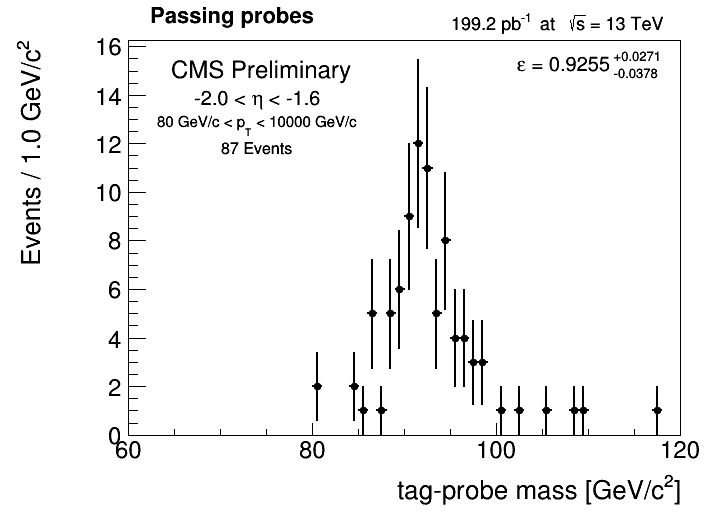 Passing probes
199.2 pb⁻¹ at √s = 13 TeV
CMS Preliminary
-2.0 < η < -1.6
80 GeV/c < p_T < 10000 GeV/c
87 Events
ε = 0.9255 +0.0271 -0.0378
Events / 1.0 GeV/c²
16
14
12
10
8
6
4
2
0
60 80 100 120
tag-probe mass [GeV/c²]